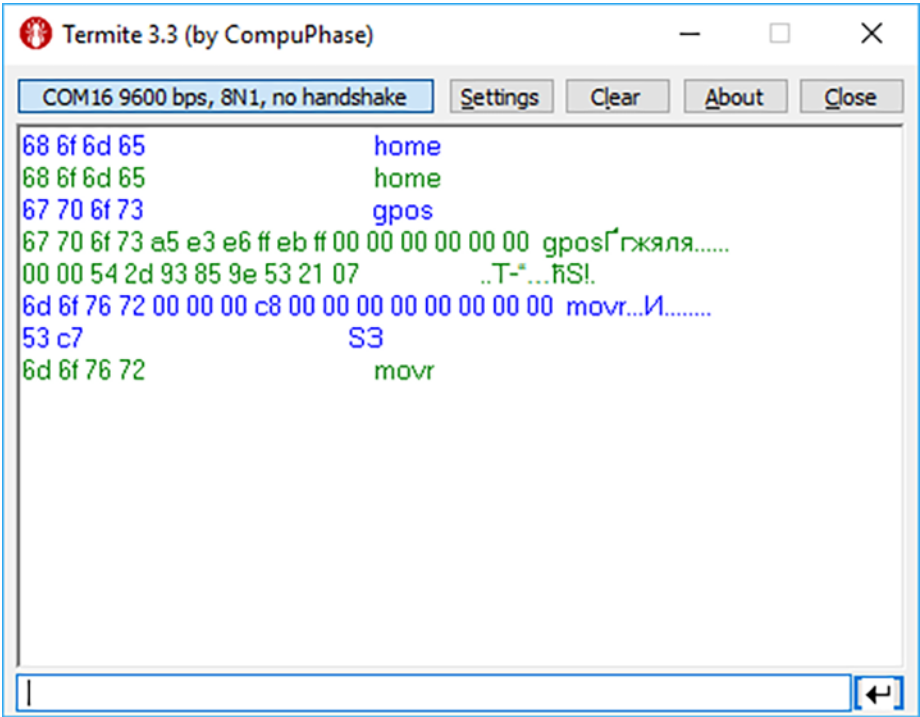 Termite 3.3 (by CompuPhase)
COM16 9600 bps, 8N1, no handshake Settings Clear About Close
68 6f 6d 65 home
68 6f 6d 65 home
67 70 6f 73 gpos
67 70 6f 73 a5 e3 e6 ff eb ff 00 00 00 00 00 00 gposҐгжяля......
00 00 54 2d 93 85 9e 53 21 07 ..T-“…ћS!.
6d 6f 76 72 00 00 00 c8 00 00 00 00 00 00 00 00 movr...И........
53 c7 SЗ
6d 6f 76 72 movr